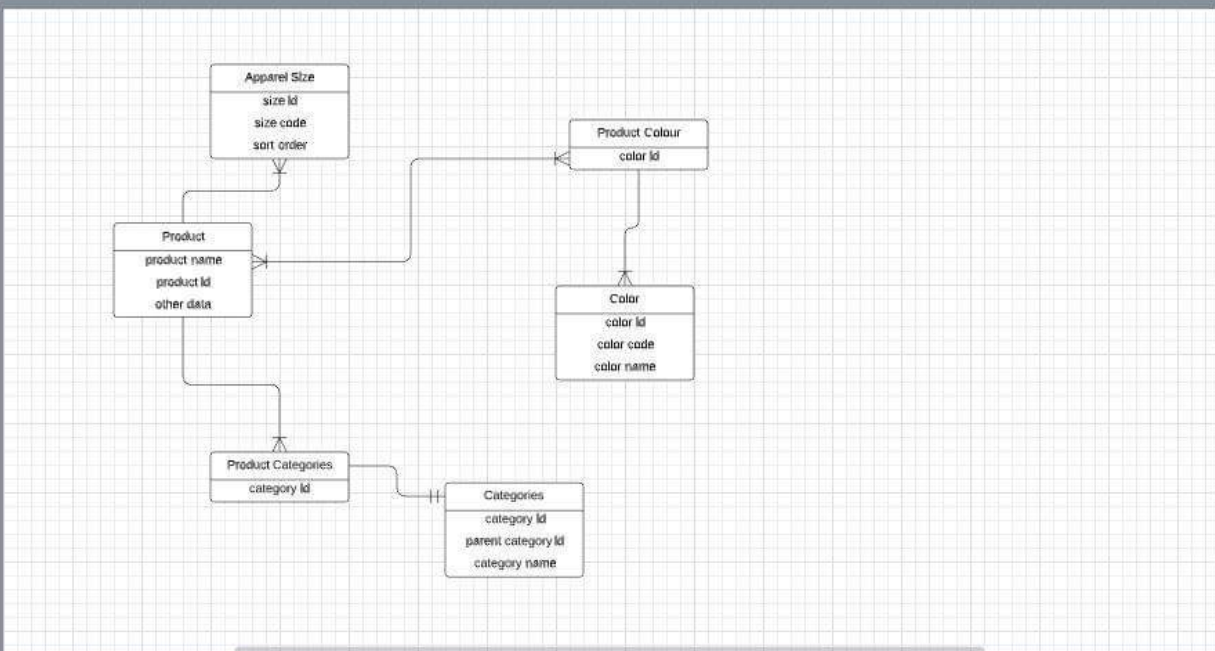 Apparel Size
size id
size code
sort order
Product Colour
color id
Product
product name
product id
other data
Color
color id
color code
color name
Product Categories
category id
Categories
category id
parent category id
category name